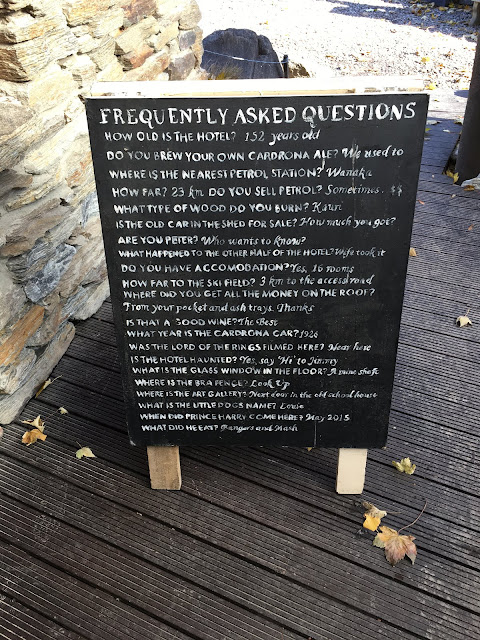 FREQUENTLY ASKED QUESTIONS
HOW OLD IS THE HOTEL? 152 years old
DO YOU BREW YOUR OWN CARDRONA ALE? We used to
WHERE IS THE NEAREST PETROL STATION? Wanaka
HOW FAR? 23 km DO YOU SELL PETROL? Sometimes. $$
WHAT TYPE OF WOOD DO YOU BURN? Kauri
IS THE OLD CAR IN THE SHED FOR SALE? How much you got?
ARE YOU PETER? Who wants to know?
WHAT HAPPENED TO THE OTHER HALF OF THE HOTEL? Wife took it
DO YOU HAVE ACCOMODATION? Yes, 16 rooms
HOW FAR TO THE SKI FIELD? 3 km to the access road
WHERE DID YOU GET ALL THE MONEY ON THE ROOF?
From your pocket and ash trays. Thanks
IS THAT A GOOD WINE? The Best
WHAT YEAR IS THE CARDRONA CAR? 1926
WAS THE LORD OF THE RINGS FILMED HERE? Near here
IS THE HOTEL HAUNTED? Yes, say 'Hi' to Jimmy
WHAT IS THE GLASS WINDOW IN THE FLOOR? A mine shaft
WHERE IS THE BRA FENCE? Look Up
WHERE IS THE ART GALLERY? Next door in the old school house
WHAT IS THE LITTLE DOGS NAME? Louie
WHEN DID PRINCE HARRY COME HERE? May 2015
WHAT DID HE EAT? Bangers and Mash